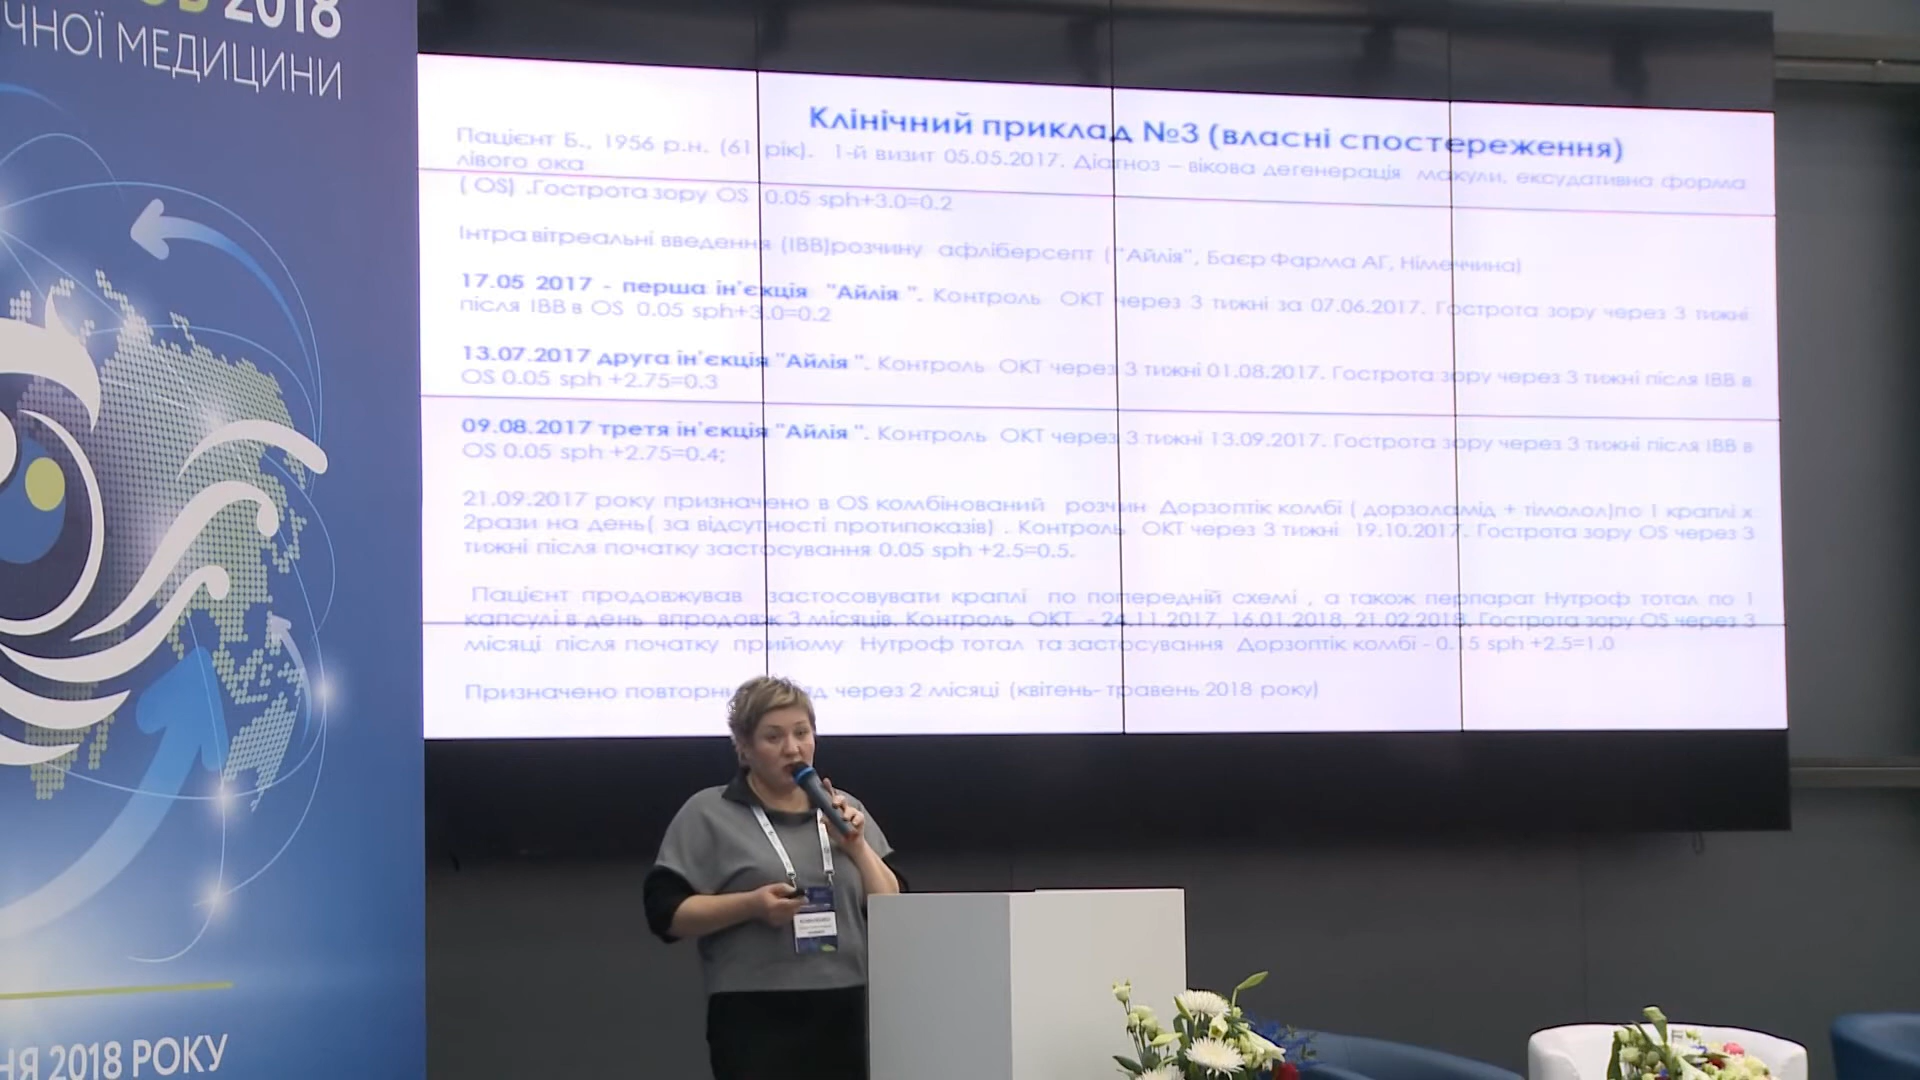 2018
ЧНОЇ МЕДИЦИНИ
НЯ 2018 РОКУ
Клінічний приклад №3 (власні спостереження)
Пацієнт Б., 1956 р.н. (61 рік). 1-й визит 05.05.2017. Діагноз – вікова дегенерація макули, ексудативна форма
лівого ока
( OS) .Гострота зору OS 0.05 sph+3.0=0.2
Інтравітреальні введення (ІВВ)розчину афліберсепт ("Айлія", Баєр Фарма АГ, Німеччина)
17.05 2017 - перша ін'єкція "Айлія ". Контроль ОКТ через 3 тижні за 07.06.2017. Гострота зору через 3 тижні
після ІВВ в OS 0.05 sph+3.0=0.2
13.07.2017 друга ін'єкція "Айлія ". Контроль ОКТ через 3 тижні 01.08.2017. Гострота зору через 3 тижні після ІВВ в
OS 0.05 sph +2.75=0.3
09.08.2017 третя ін'єкція "Айлія ". Контроль ОКТ через 3 тижні 13.09.2017. Гострота зору через 3 тижні після ІВВ в
OS 0.05 sph +2.75=0.4;
21.09.2017 року призначено в OS комбінований розчин Дорзоптік комбі ( дорзоламід + тімолол)по 1 краплі х
2рази на день( за відсутності протипоказів) . Контроль ОКТ через 3 тижні 19.10.2017. Гострота зору OS через 3
тижні після початку застосування 0.05 sph +2.5=0.5.
Пацієнт продовжував застосовувати краплі по попередній схемі , а також перпарат Нутроф тотал по 1
капсулі в день впродовж 3 місяців. Контроль ОКТ - 24.11.2017, 16.01.2018, 21.02.2018. Гострота зору OS через 3
місяці після початку прийому Нутроф тотал та застосування Дорзоптік комбі - 0.15 sph +2.5=1.0
Призначено через 2 місяці (квітень- травень 2018 року)